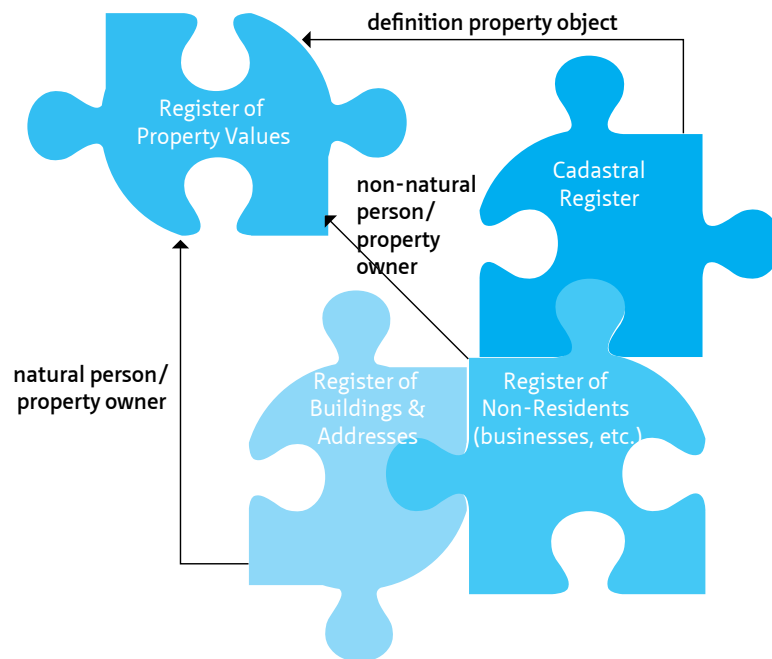 definition property object
Register of
Property Values
Cadastral
Register
non-natural
person/
property
owner
natural person/
property owner
Register of
Buildings &
Addresses
Register of
Non-Residents
(businesses, etc.)